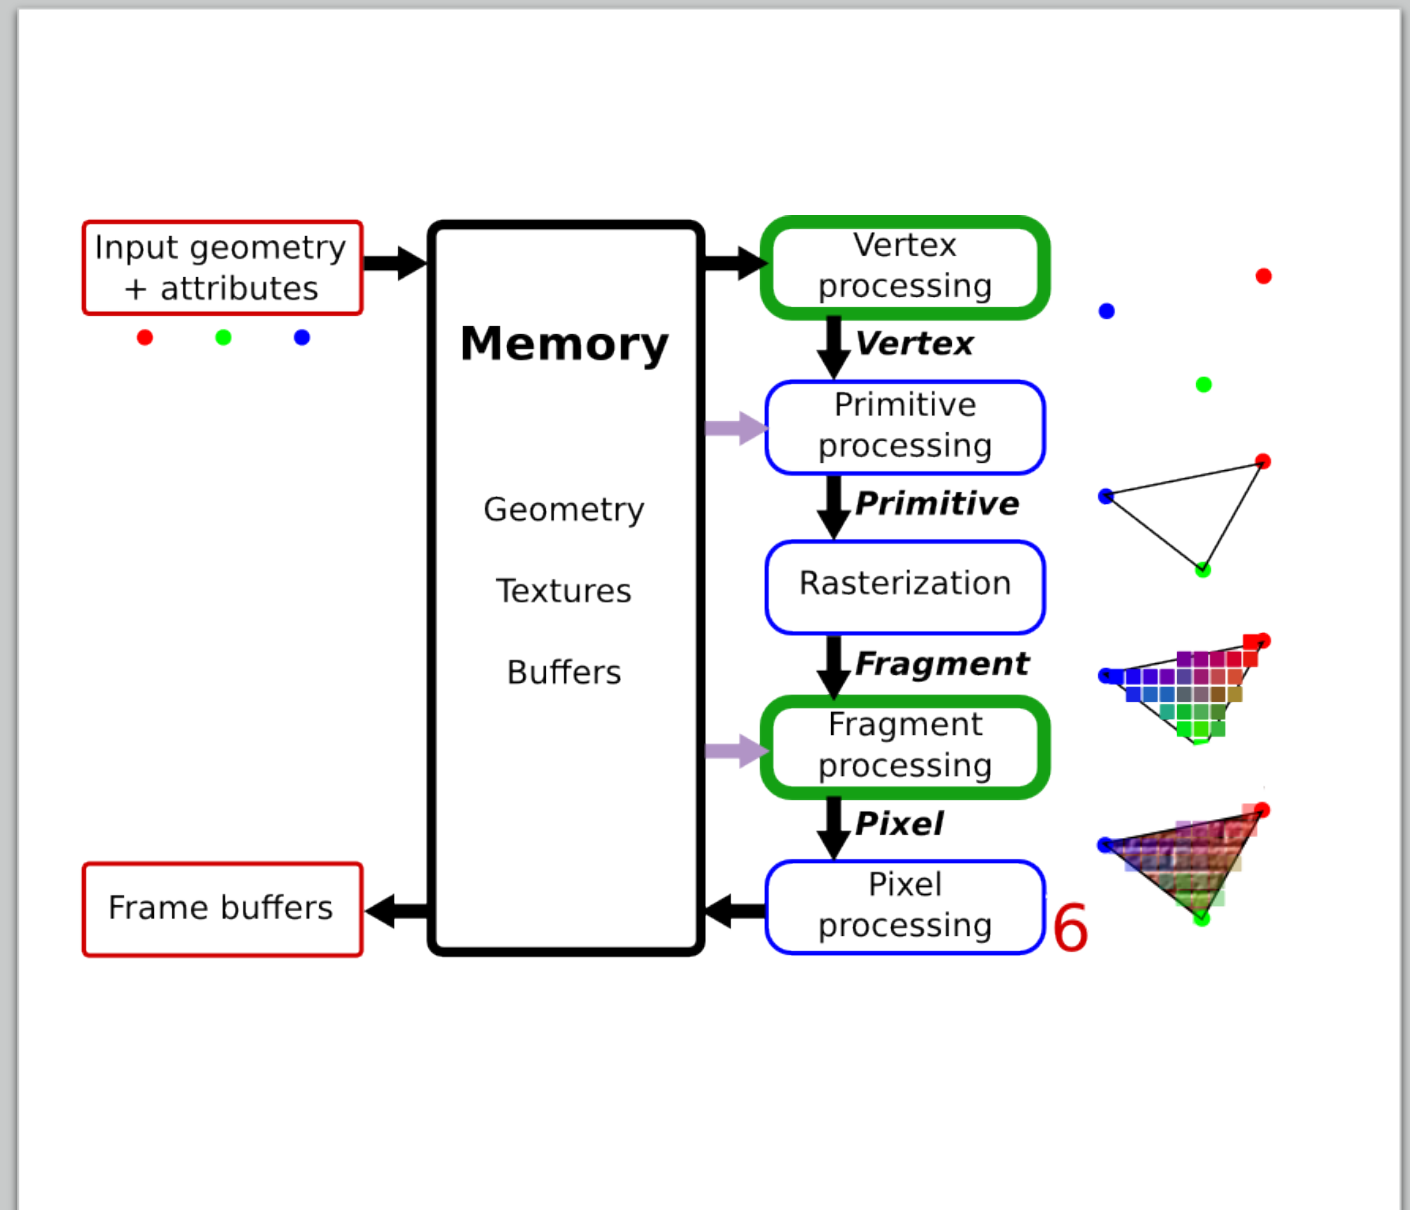 Input geometry
+ attributes
Memory
Geometry
Textures
Buffers
Frame buffers
Vertex
processing
Vertex
Primitive
processing
Primitive
Rasterization
Fragment
Fragment
processing
Pixel
Pixel
processing
6